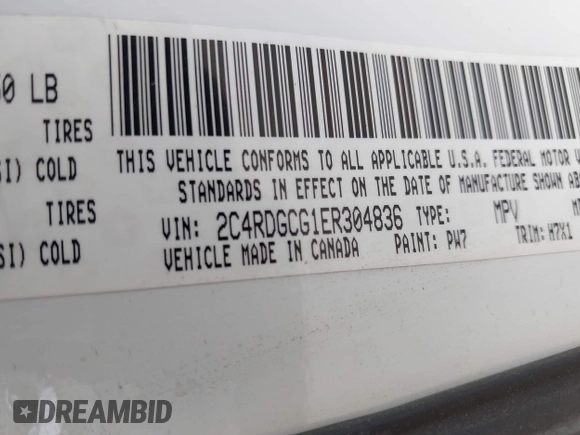 50 LB
TIRES
SI) COLD
TIRES
SI) COLD
THIS VEHICLE CONFORMS TO ALL APPLICABLE U.S.A. FEDERAL MOTOR
STANDARDS IN EFFECT ON THE DATE OF MANUFACTURE SHOWN
VIN: 2C4RDGCG1ER304836 TYPE: MPV
VEHICLE MADE IN CANADA PAINT: PW7 TRIM: H7X1
DREAMBID